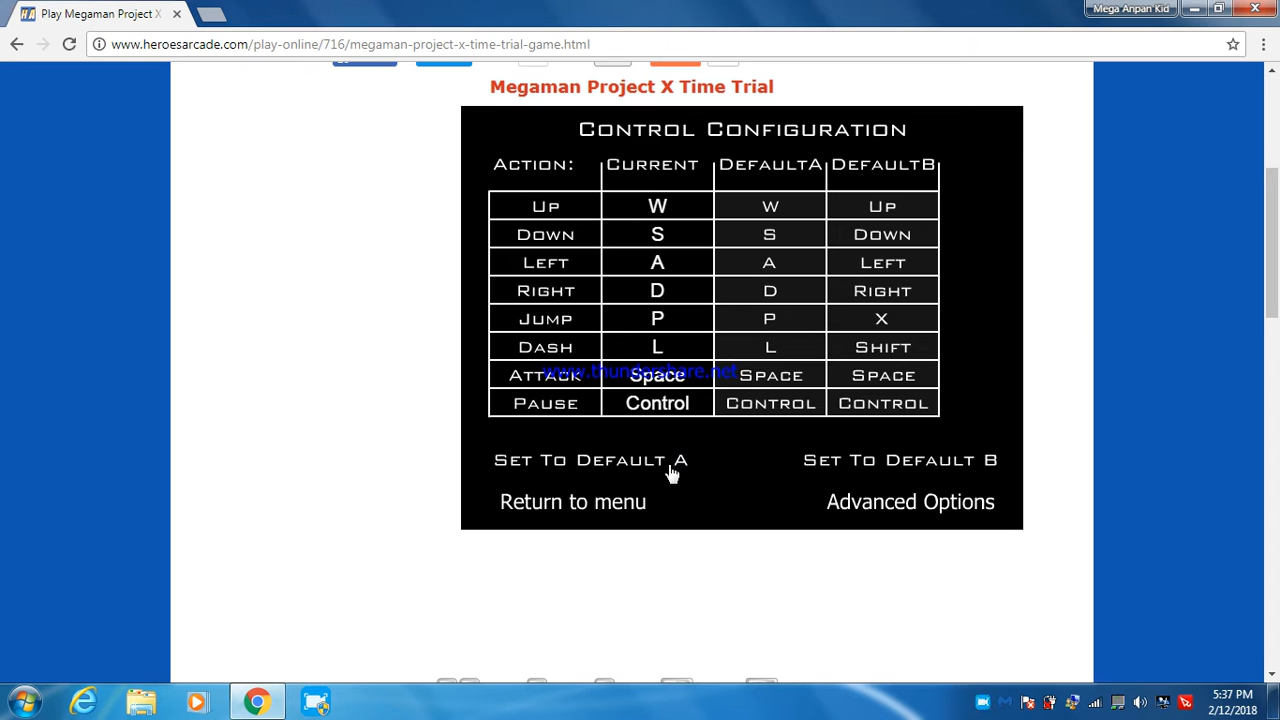 Play Megaman Project X
Mega Anpan Kid
www.heroesarcade.com/play-online/716/megaman-project-x-time-trial-game.html
Megaman Project X Time Trial
Control Configuration
Action: Current DefaultA DefaultB
Up W W Up
Down S S Down
Left A A Left
Right D D Right
Jump P P X
Dash L L Shift
Attack Space Space Space
www.thundershare.net
Pause Control Control Control
Set To Default A Set To Default B
Return to menu Advanced Options
5:37 PM
2/12/2018